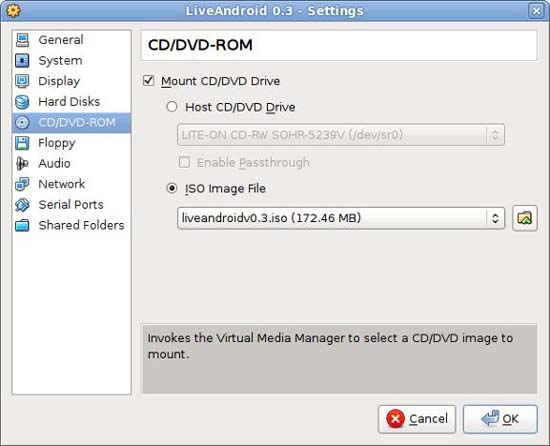 LiveAndroid 0.3 - Settings
General
System
Display
Hard Disks
CD/DVD-ROM
Floppy
Audio
Network
Serial Ports
Shared Folders
CD/DVD-ROM
Mount CD/DVD Drive
Host CD/DVD Drive
LITE-ON CD-RW SOHR-5239V (/dev/sr0)
Enable Passthrough
ISO Image File
liveandroidv0.3.iso (172.46 MB)
Invokes the Virtual Media Manager to select a CD/DVD image to
mount.
Cancel
OK